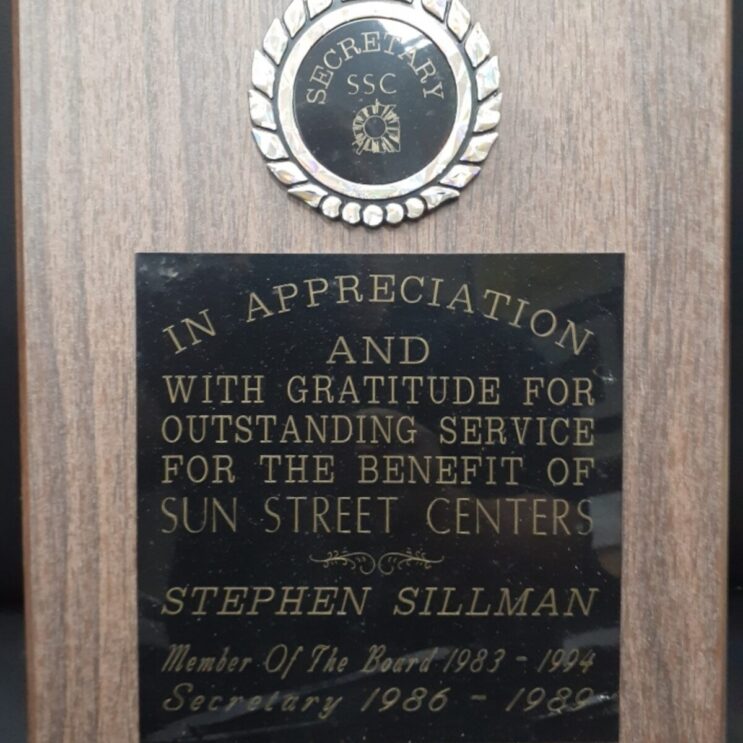 SECRETARY
SSC
IN APPRECIATION
AND
WITH GRATITUDE FOR
OUTSTANDING SERVICE
FOR THE BENEFIT OF
SUN STREET CENTERS
STEPHEN SILLMAN
Member Of The Board 1983 - 1994
Secretary 1986 - 1989